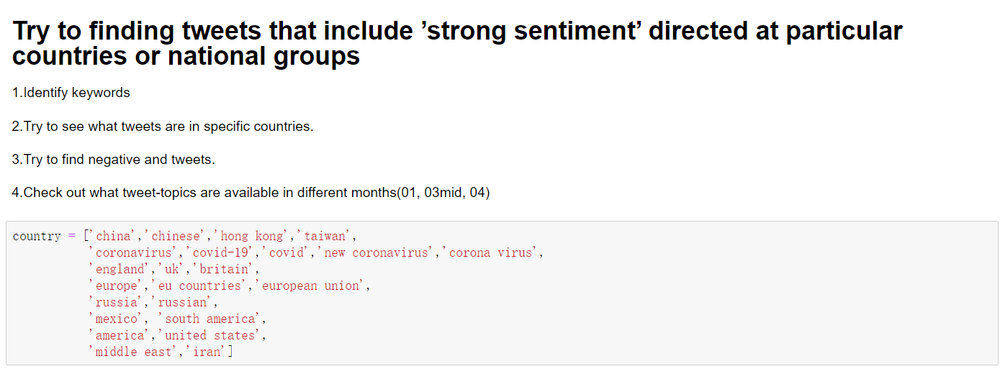 Try to finding tweets that include ’strong sentiment’ directed at particular
countries or national groups
1.Identify keywords
2.Try to see what tweets are in specific countries.
3.Try to find negative and tweets.
4.Check out what tweet-topics are available in different months(01, 03mid, 04)
country = ['china','chinese','hong kong','taiwan',
'coronavirus','covid-19','covid','new coronavirus','corona virus',
'england','uk','britain',
'europe','eu countries','european union',
'russia','russian',
'mexico', 'south america',
'america','united states',
'middle east','iran']